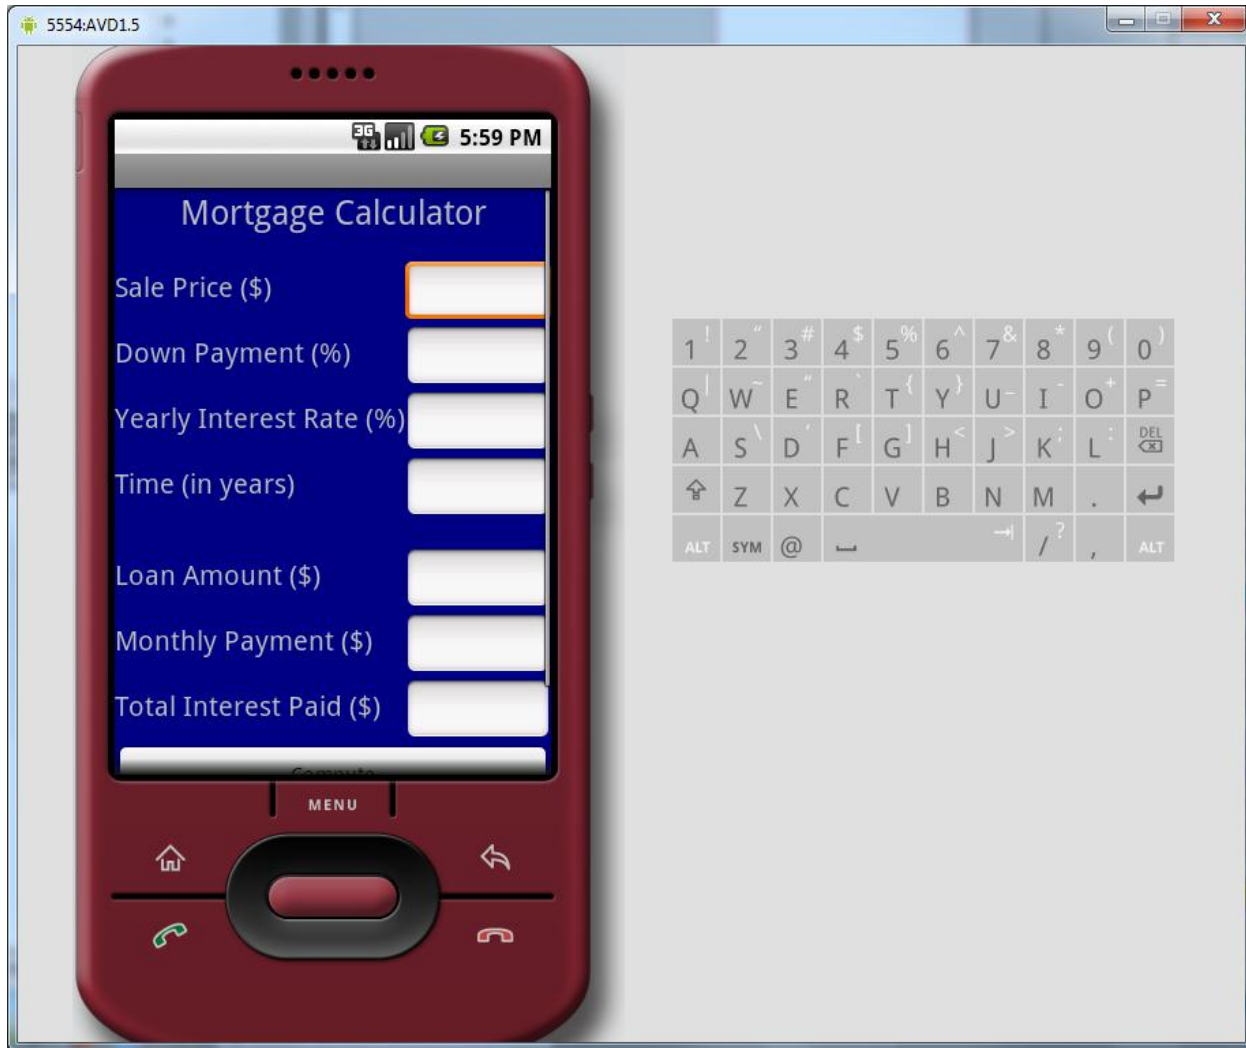 5554:AVD1.5
3G 5:59 PM
Mortgage Calculator
Sale Price ($)
Down Payment (%)
Yearly Interest Rate (%)
Time (in years)
Loan Amount ($)
Monthly Payment ($)
Total Interest Paid ($)
Compute
MENU
1 ! 2 " 3 # 4 $ 5 % 6 ^ 7 & 8 * 9 ( 0 )
Q | W ~ E " R ` T { Y } U _ I - O + P =
A S \ D ' F [ G ] H < J > K ; L : DEL
Z X C V B N M .
ALT SYM @ / ? , ALT